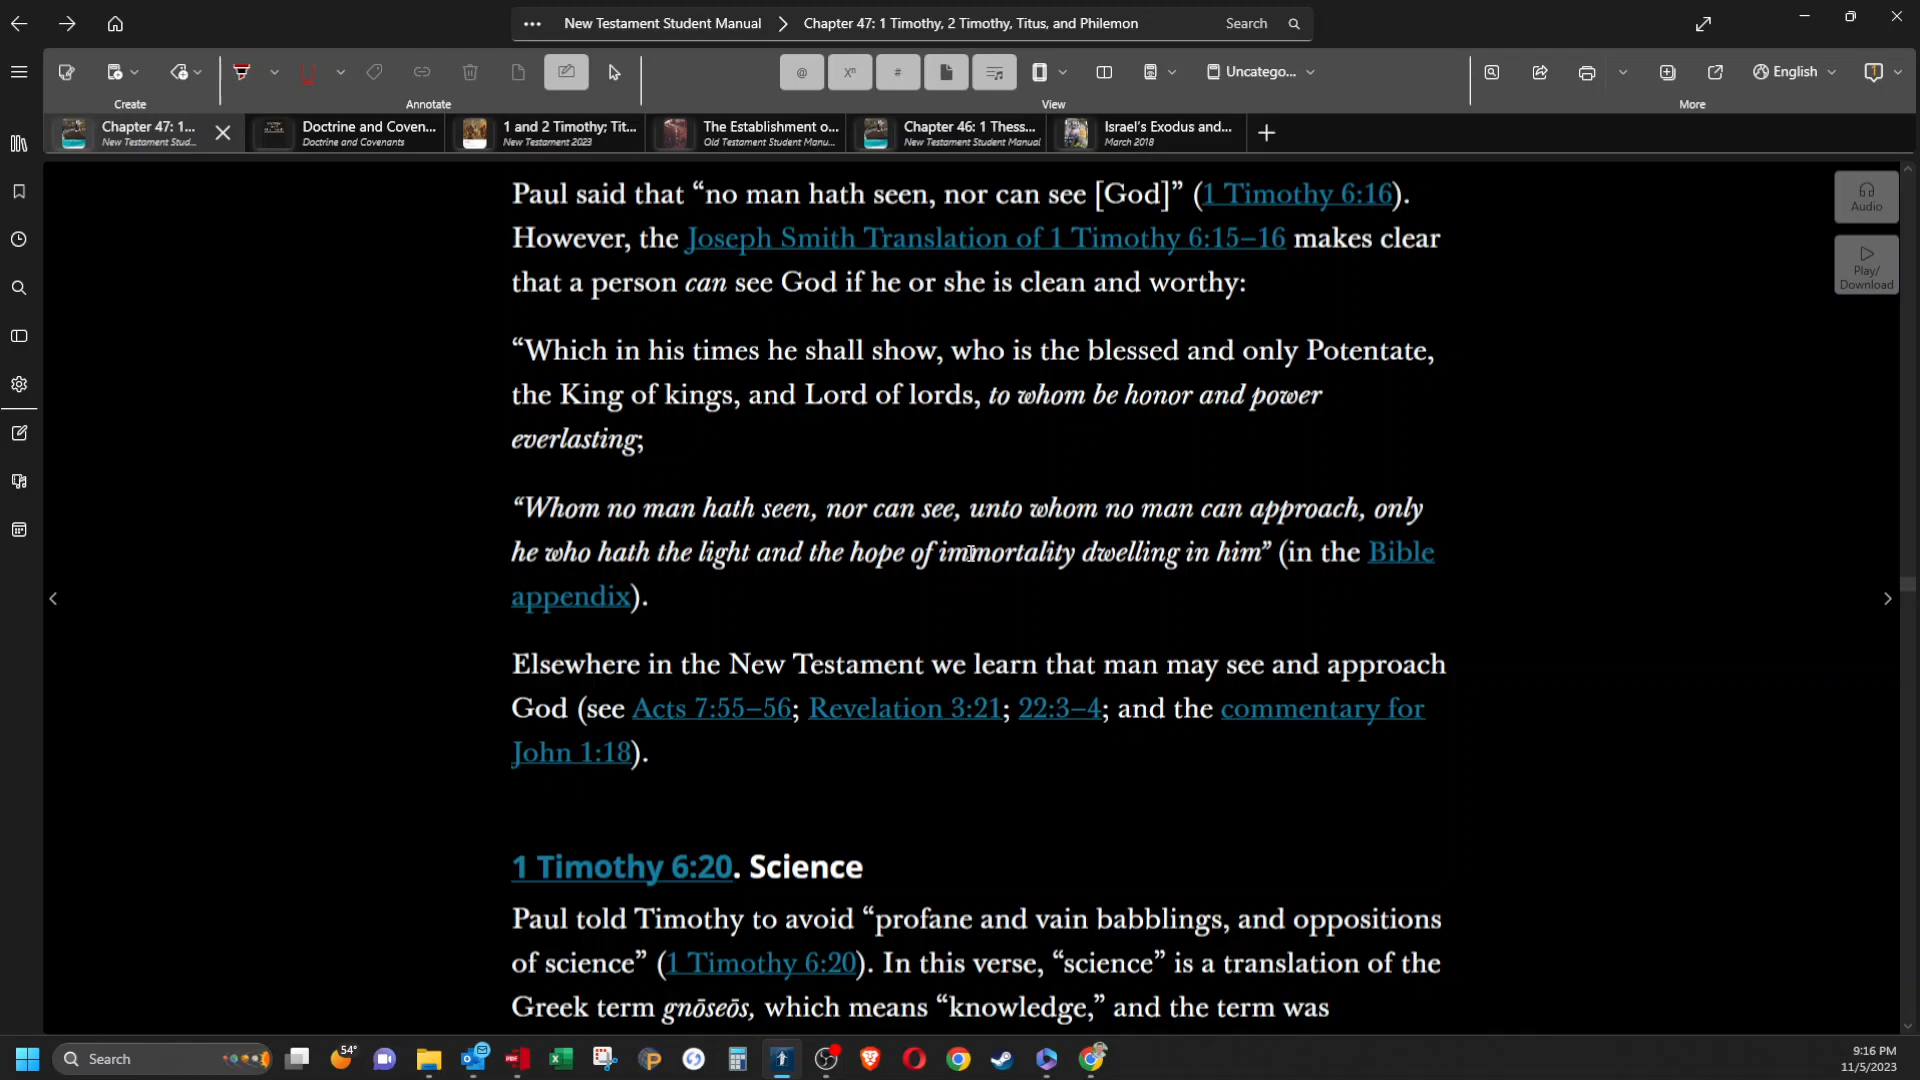 New Testament Student Manual
Chapter 47: 1 Timothy, 2 Timothy, Titus, and Philemon
Search
@
Xⁿ
#
Uncatego...
English
1
Create
Annotate
View
More
Chapter 47: 1...
New Testament Stud...
Doctrine and Coven...
Doctrine and Covenants
1 and 2 Timothy; Tit...
New Testament 2023
The Establishment o...
Old Testament Student Manu...
Chapter 46: 1 Thess...
New Testament Student Manual
Israel's Exodus and...
March 2018
Audio
Play/
Download
Paul said that “no man hath seen, nor can see [God]” (1 Timothy 6:16).
However, the Joseph Smith Translation of 1 Timothy 6:15–16 makes clear
that a person can see God if he or she is clean and worthy:
“Which in his times he shall show, who is the blessed and only Potentate,
the King of kings, and Lord of lords, to whom be honor and power
everlasting;
“Whom no man hath seen, nor can see, unto whom no man can approach, only
he who hath the light and the hope of immortality dwelling in him” (in the Bible
appendix).
Elsewhere in the New Testament we learn that man may see and approach
God (see Acts 7:55–56; Revelation 3:21; 22:3–4; and the commentary for
John 1:18).
1 Timothy 6:20. Science
Paul told Timothy to avoid “profane and vain babblings, and oppositions
of science” (1 Timothy 6:20). In this verse, “science” is a translation of the
Greek term gnōseōs, which means “knowledge,” and the term was
Search
54°
PDF
9:16 PM
11/5/2023